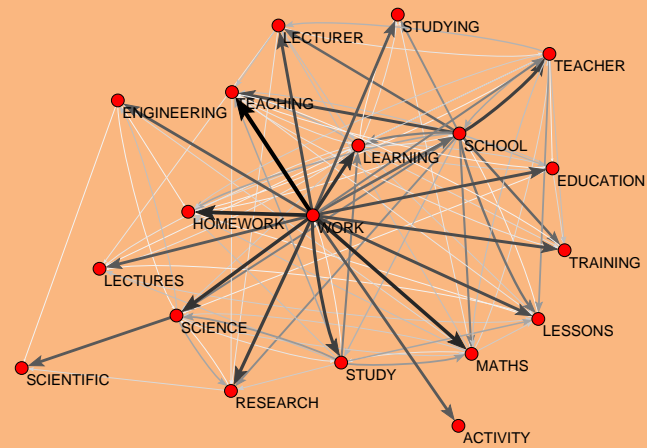 STUDYING
LECTURER
TEACHER
TEACHING
ENGINEERING
SCHOOL
LEARNING
EDUCATION
HOMEWORK
WORK
TRAINING
LECTURES
SCIENCE
LESSONS
MATHS
STUDY
SCIENTIFIC
RESEARCH
ACTIVITY